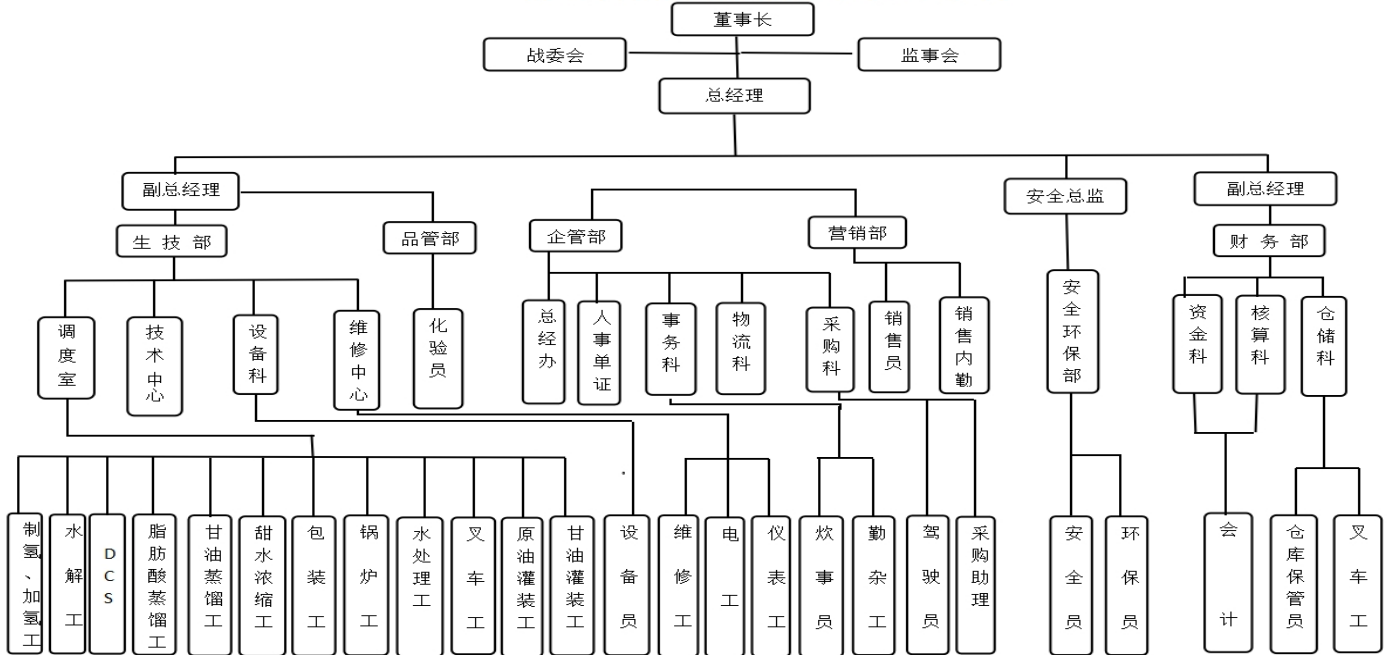 董事长
战委会
监事会
总经理
副总经理
安全总监
副总经理
生技部
品管部
企管部
营销部
财务部
调度室
技术中心
设备科
维修中心
化验员
总经办
人事单证
事务科
物流科
采购科
销售员
销售内勤
安全环保部
资金科
核算科
仓储科
制氢、加氢工
水解工
DCS
脂肪酸蒸馏工
甘油蒸馏工
甜水浓缩工
包装工
锅炉工
水处理工
叉车工
原油灌装工
甘油灌装工
设备员
维修工
电工
仪表工
炊事员
勤杂工
驾驶员
采购助理
安全员
环保员
会计
仓库保管员
叉车工